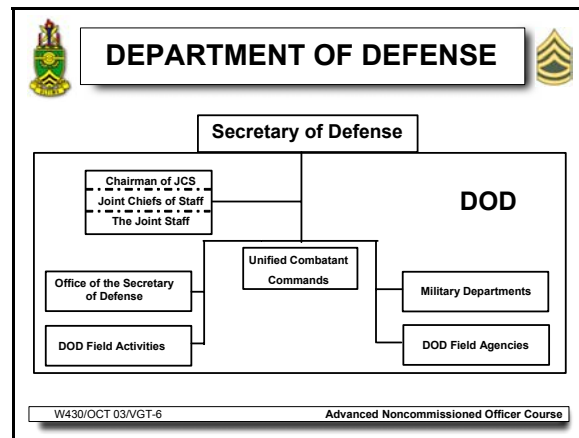 DEPARTMENT OF DEFENSE
Secretary of Defense
Chairman of JCS
Joint Chiefs of Staff
The Joint Staff
DOD
Unified Combatant
Commands
Office of the Secretary
of Defense
Military Departments
DOD Field Activities
DOD Field Agencies
W430/OCT 03/VGT-6
Advanced Noncommissioned Officer Course